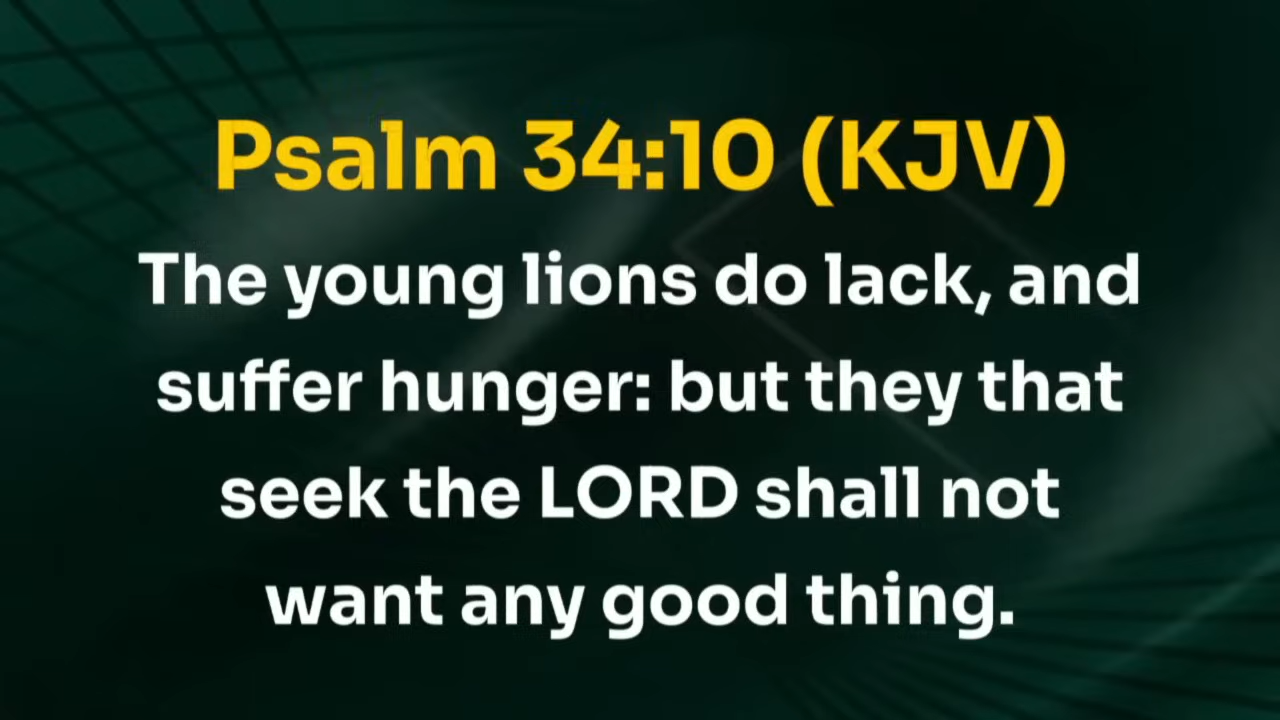 Psalm 34:10 (KJV)
The young lions do lack, and
suffer hunger: but they that
seek the LORD shall not
want any good thing.